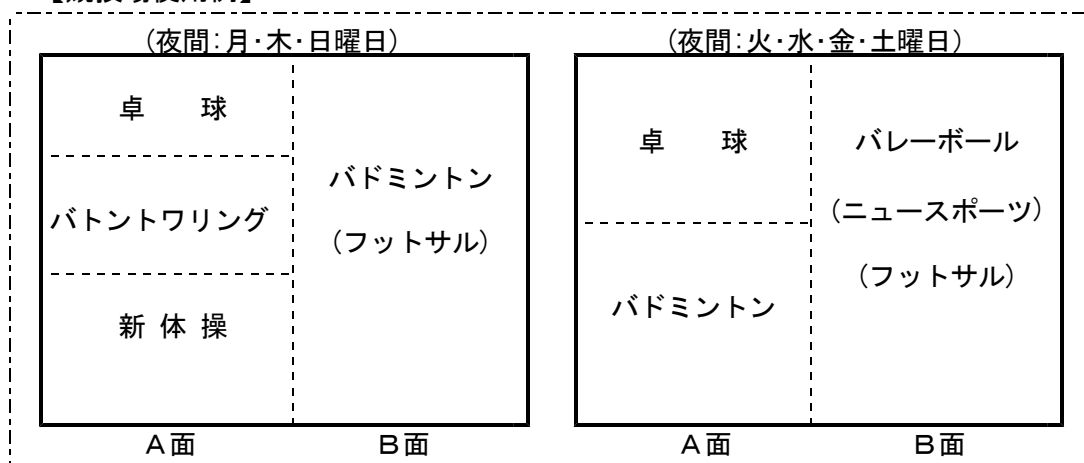 (夜間:月・木・日曜日)
卓 球
バトントワリング
新 体 操
バドミントン
(フットサル)
A面
B面
(夜間:火・水・金・土曜日)
卓 球
バドミントン
バレーボール
(ニュースポーツ)
(フットサル)
A面
B面